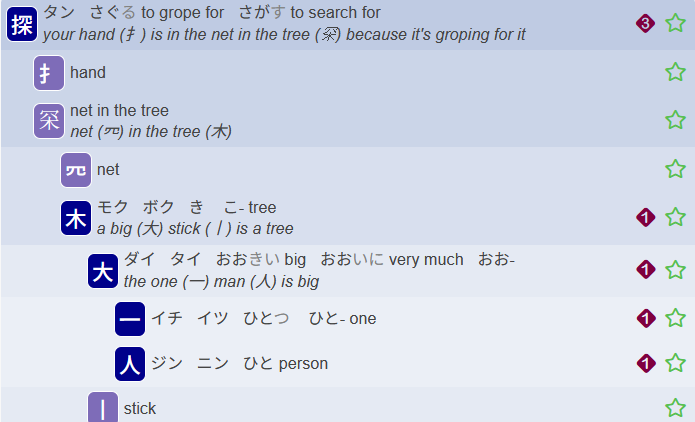 探 タン さぐる to grope for さがす to search for
your hand (扌) is in the net in the tree (罙) because it's groping for it
3
扌 hand
罙 net in the tree
net (罒) in the tree (木)
罒 net
木 モク ボク き こ- tree
a big (大) stick (丨) is a tree
1
大 ダイ タイ おおきい big おおいに very much おお-
the one (一) man (人) is big
1
一 イチ イツ ひとつ ひと- one
1
人 ジン ニン ひと person
1
丨 stick